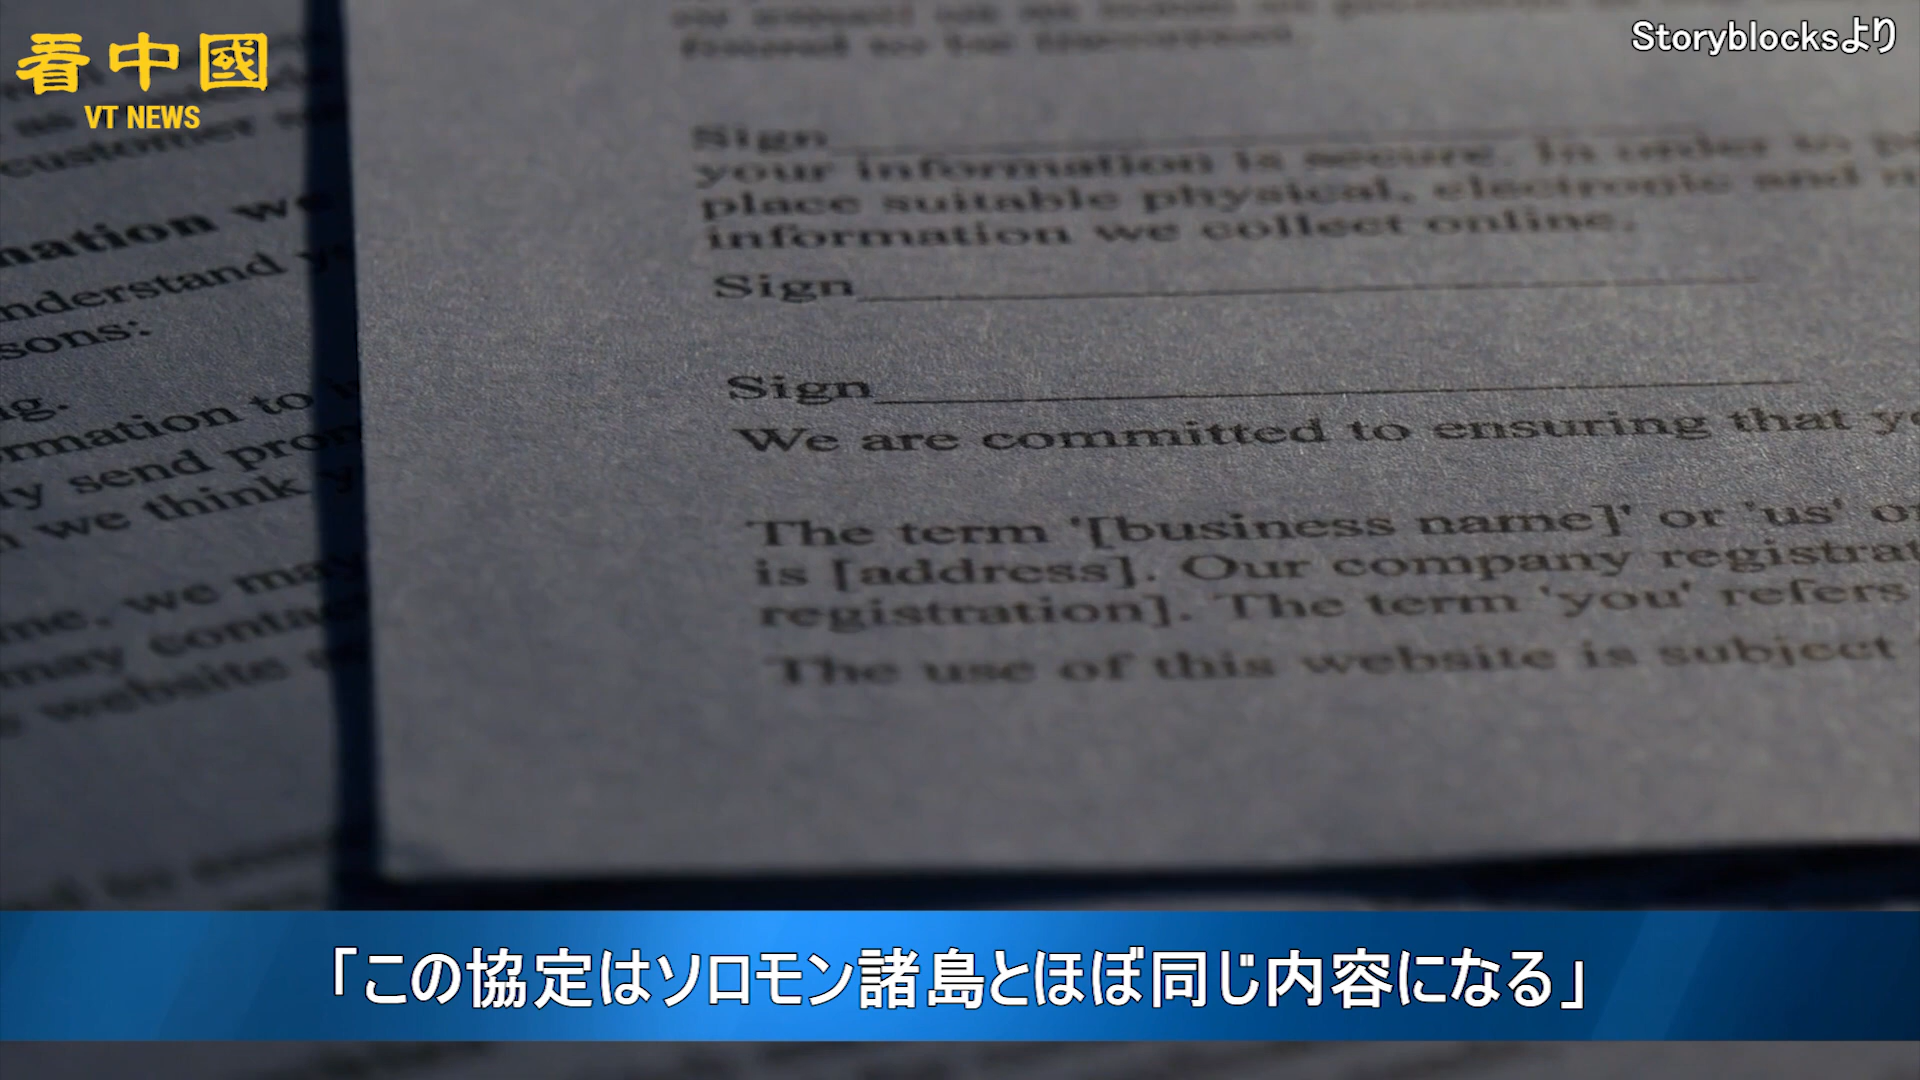 看中國
VT NEWS
Storyblocksより
customer
mation we
nderstand
sons:
ng.
rmation to
y send
we think
me, we may
may contac
website
Sign
your information is secure. In order to
place suitable physical, electronic and
information we collect online.
Sign
Sign
We are committed to ensuring that
The term '[business name]' or 'us' or
is [address]. Our company registrat
registration]. The term 'you' refers
The use of this website is subject
「この協定はソロモン諸島とほぼ同じ内容になる」